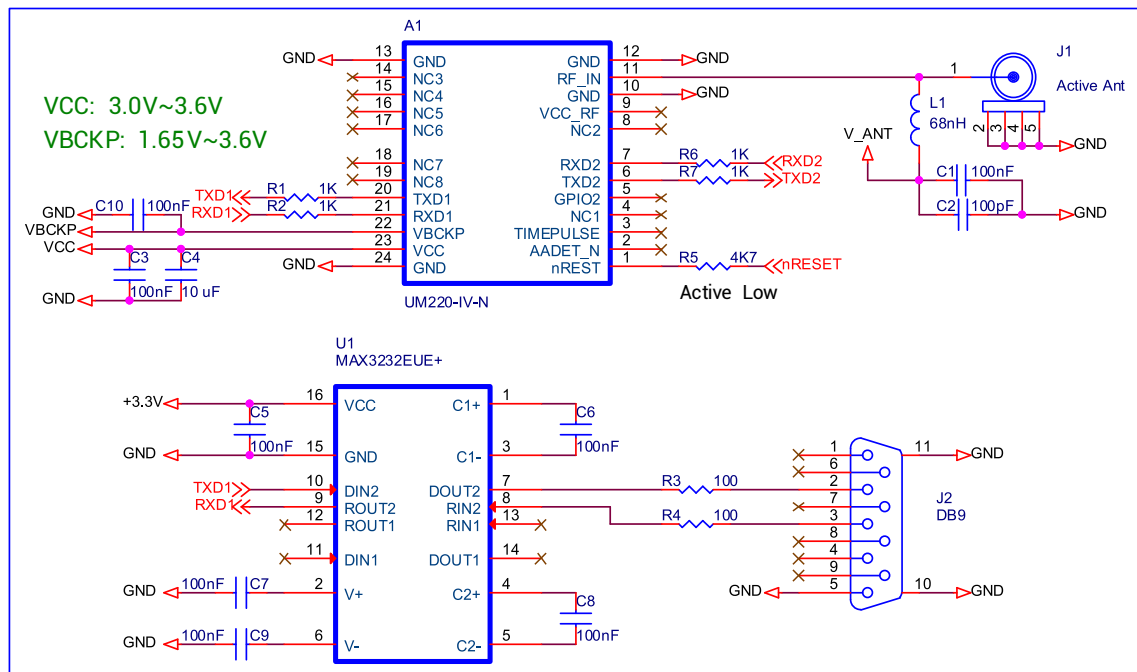 A1
J1
Active Ant
VCC: 3.0V~3.6V
VBCKP: 1.65V~3.6V
GND 13 GND GND 12 GND
14 NC3 RF_IN 11 1
15 NC4 GND 10 GND
16 NC5 VCC_RF 9
17 NC6 NC2 8
L1
68nH
V_ANT
2 3 4 5
GND
18 NC7 RXD2 7 R6 1K RXD2
19 NC8 TXD2 6 R7 1K TXD2
TXD1 R1 1K 20 TXD1 GPIO2 5
RXD1 R2 1K 21 RXD1 NC1 4
C10 100nF
GND
VBCKP 22 VBCKP TIMEPULSE 3
VCC 23 VCC AADET_N 2
GND 24 GND nREST 1 R5 4K7 nRESET
C1 100nF
C2 100pF
GND
C3 C4
100nF 10 uF
GND
Active Low
UM220-IV-N
U1
MAX3232EUE+
+3.3V 16 VCC C1+ 1
C5
100nF
C6
100nF
GND 15 GND C1- 3
TXD1 10 DIN2 DOUT2 7 R3 100
RXD1 9 ROUT2 RIN2 8
12 ROUT1 RIN1 13 R4 100
11 DIN1 DOUT1 14
GND 100nF C7 2 V+ C2+ 4
C8
100nF
GND 100nF C9 6 V- C2- 5
1 11 GND
6
2
7
3
8
4
9
GND 5 10 GND
J2
DB9